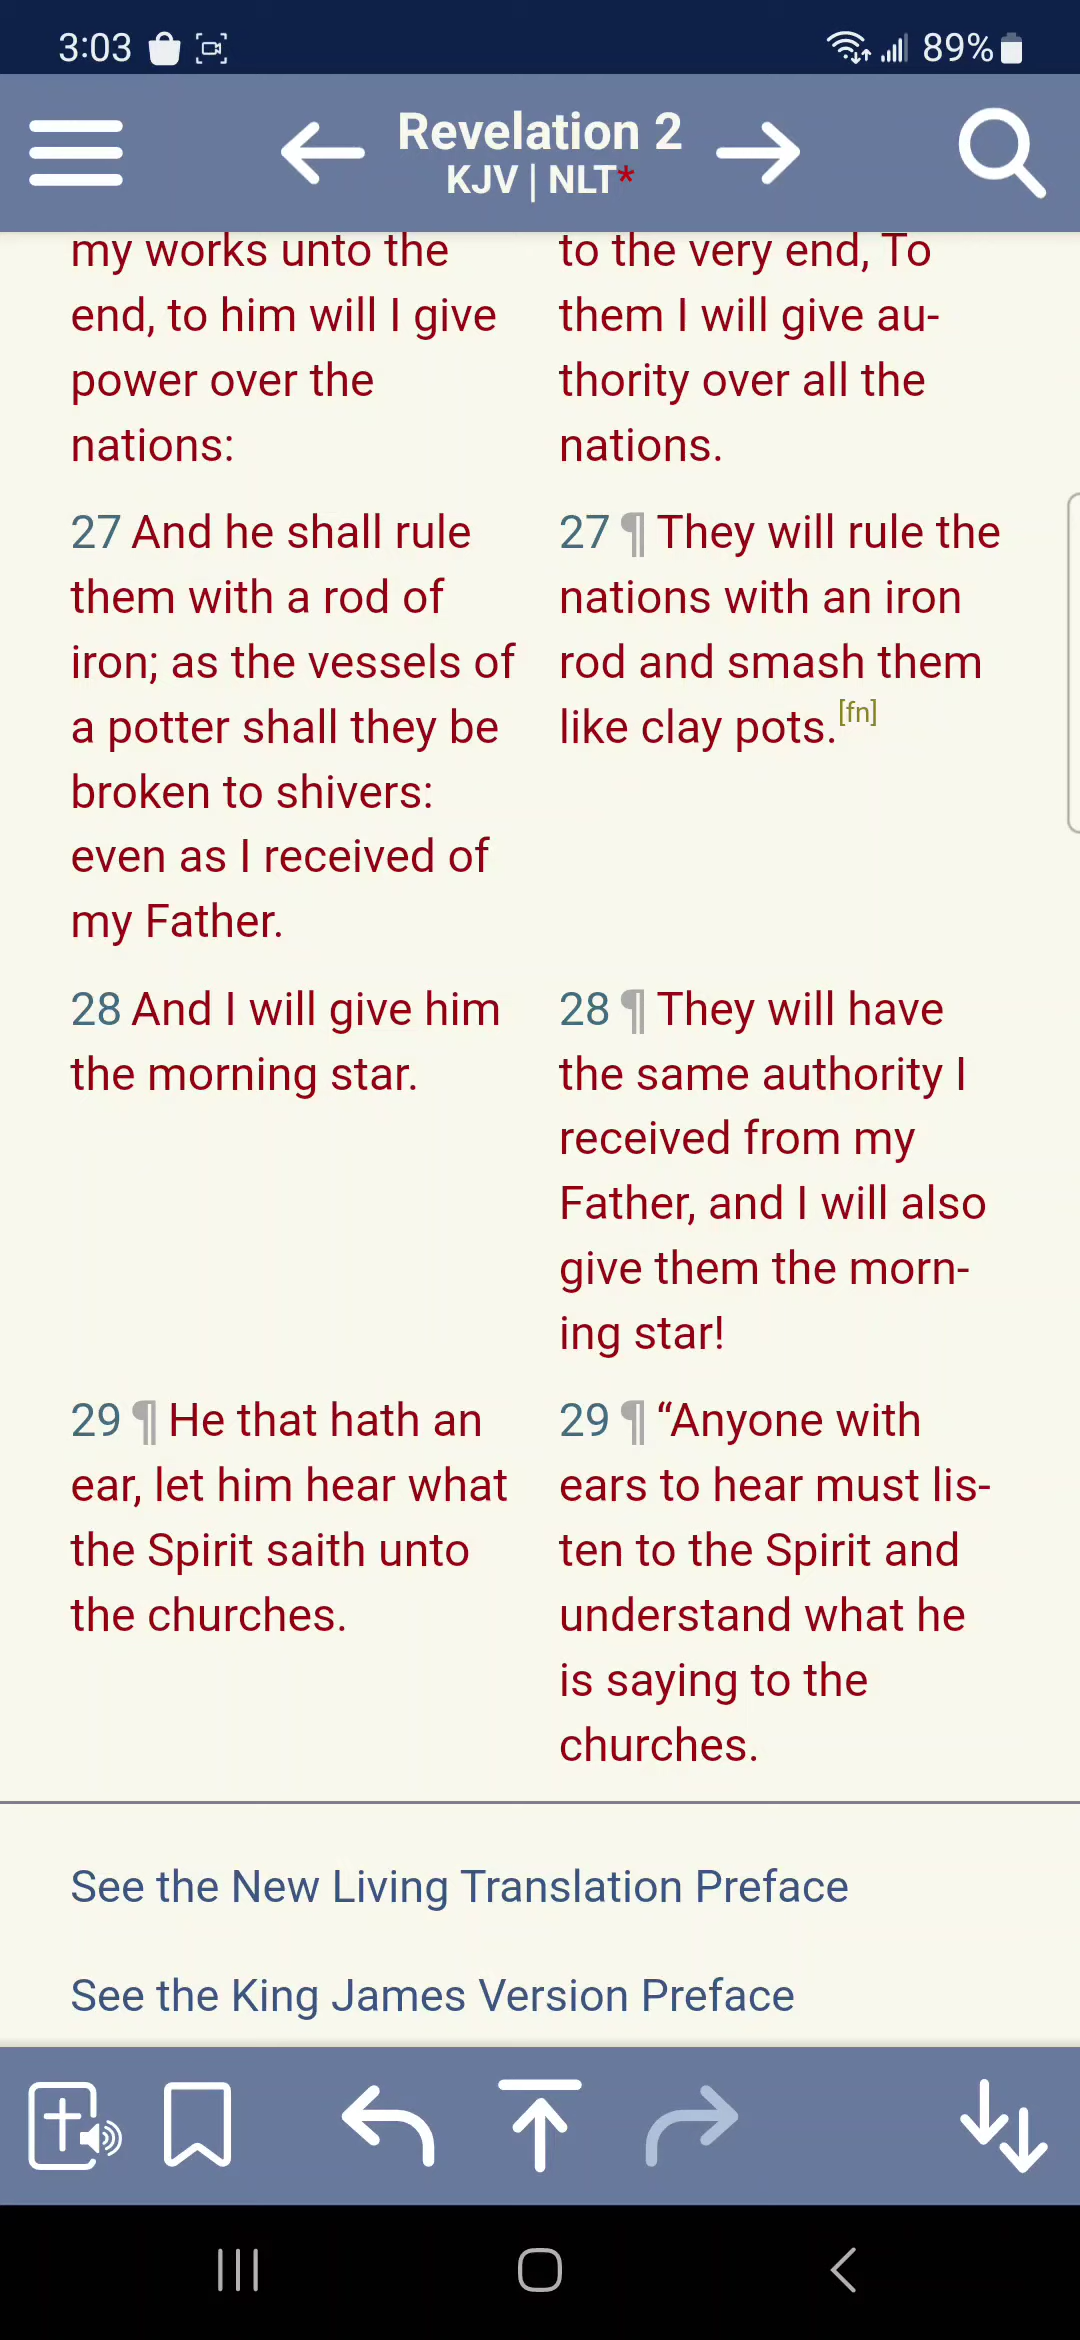 3:03
89%
Revelation 2
KJV | NLT*
my works unto the
end, to him will I give
power over the
nations:
27 And he shall rule
them with a rod of
iron; as the vessels of
a potter shall they be
broken to shivers:
even as I received of
my Father.
28 And I will give him
the morning star.
29 ¶ He that hath an
ear, let him hear what
the Spirit saith unto
the churches.
to the very end, To
them I will give au-
thority over all the
nations.
27 ¶ They will rule the
nations with an iron
rod and smash them
like clay pots.[fn]
28 ¶ They will have
the same authority I
received from my
Father, and I will also
give them the morn-
ing star!
29 ¶ “Anyone with
ears to hear must lis-
ten to the Spirit and
understand what he
is saying to the
churches.
See the New Living Translation Preface
See the King James Version Preface